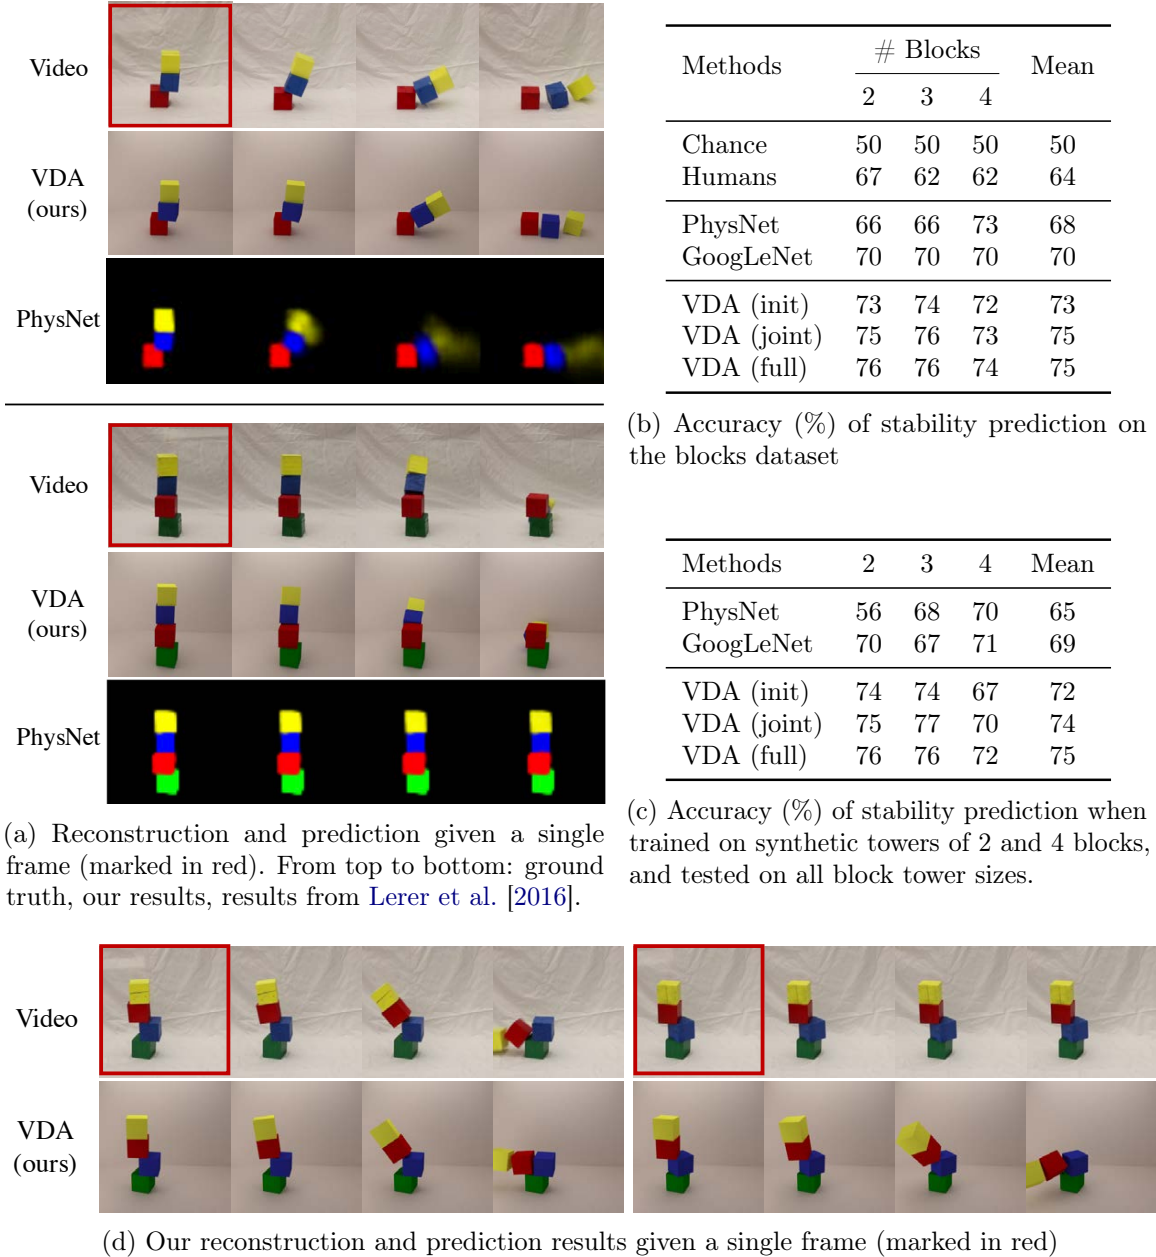 Video
VDA
(ours)
PhysNet
Video
VDA
(ours)
PhysNet
(a) Reconstruction and prediction given a single
frame (marked in red). From top to bottom: ground
truth, our results, results from Lerer et al. [2016].
Methods # Blocks Mean
2 3 4
Chance 50 50 50 50
Humans 67 62 62 64
PhysNet 66 66 73 68
GoogLeNet 70 70 70 70
VDA (init) 73 74 72 73
VDA (joint) 75 76 73 75
VDA (full) 76 76 74 75
(b) Accuracy (%) of stability prediction on
the blocks dataset
Methods 2 3 4 Mean
PhysNet 56 68 70 65
GoogLeNet 70 67 71 69
VDA (init) 74 74 67 72
VDA (joint) 75 77 70 74
VDA (full) 76 76 72 75
(c) Accuracy (%) of stability prediction when
trained on synthetic towers of 2 and 4 blocks,
and tested on all block tower sizes.
Video
VDA
(ours)
(d) Our reconstruction and prediction results given a single frame (marked in red)